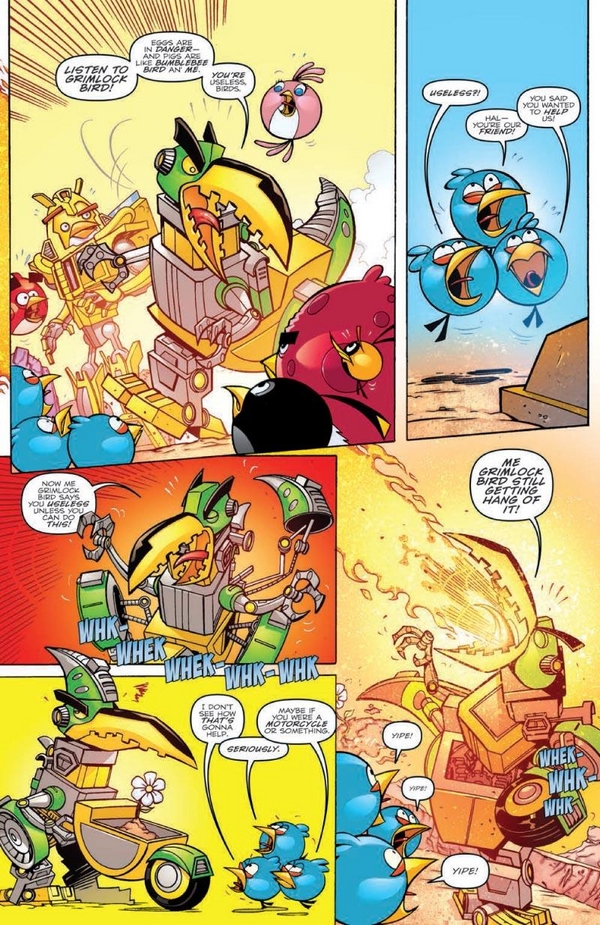 LISTEN TO
GRIMLOCK
BIRD!
EGGS ARE
IN DANGER—
AND PIGS ARE
LIKE BUMBLEBEE
BIRD AN' ME.
YOU'RE
USELESS,
BIRDS.
USELESS?!
HAL—
YOU'RE OUR
FRIEND!
YOU SAID
YOU WANTED
TO HELP
US!
NOW ME
GRIMLOCK
BIRD SAYS
YOU USELESS
UNLESS YOU
CAN DO
THIS!
WHK-
WHEK
WHEK-
WHK-WHK
ME
GRIMLOCK
BIRD STILL
GETTING
HANG OF
IT!
WHEK-
WHK-
WHK
I DON'T
SEE HOW
THAT'S
GONNA
HELP.
SERIOUSLY.
MAYBE IF
YOU WERE A
MOTORCYCLE
OR SOMETHING.
YIPE!
YIPE!
YIPE!